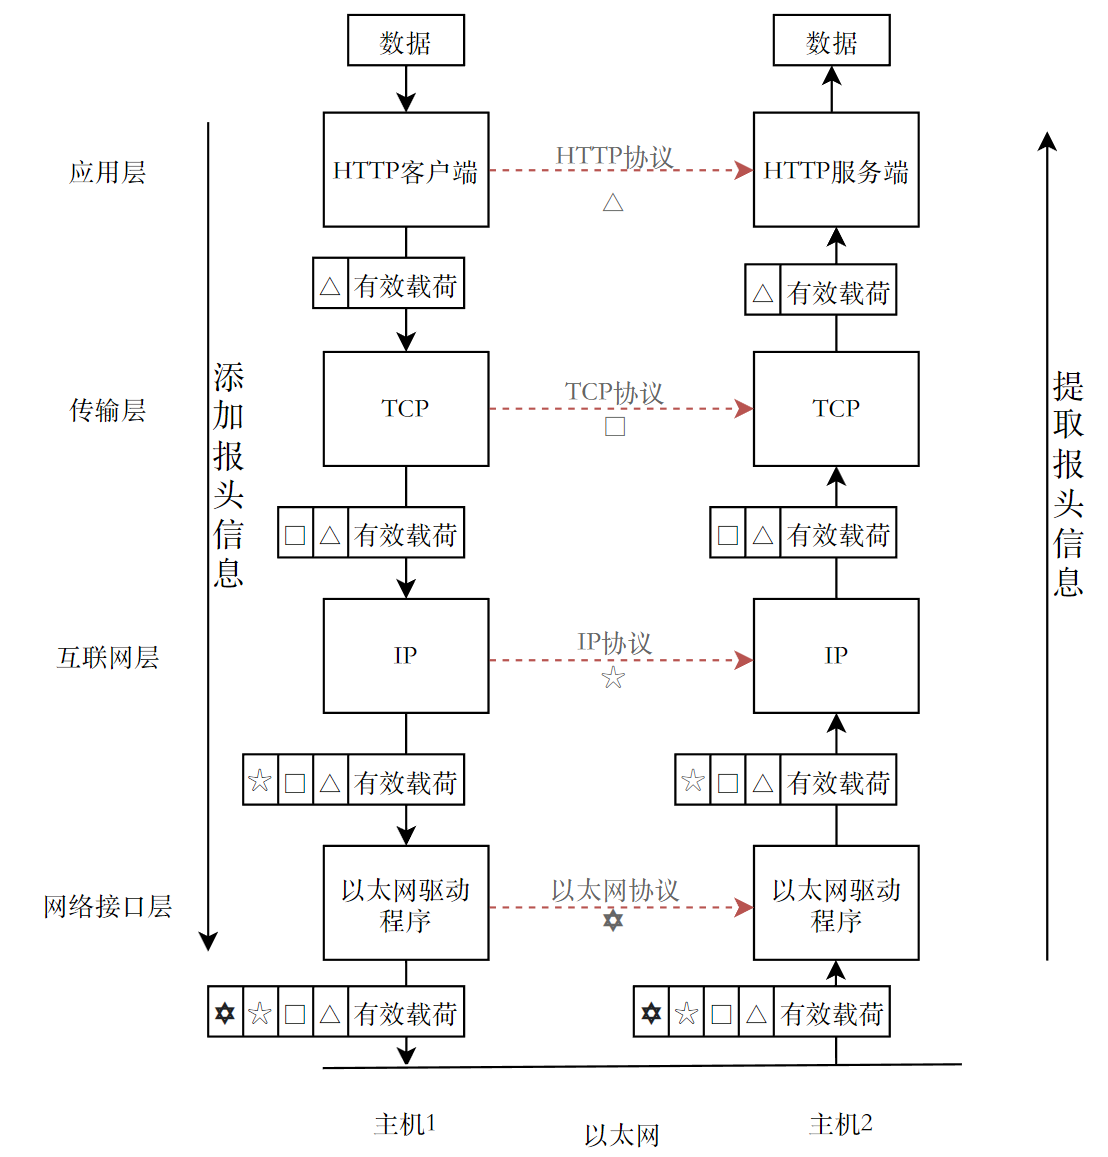 数据
数据
应用层
HTTP客户端
HTTP协议
△
HTTP服务端
△ 有效载荷
△ 有效载荷
添加报头信息
提取报头信息
传输层
TCP
TCP协议
□
TCP
□ △ 有效载荷
□ △ 有效载荷
互联网层
IP
IP协议
☆
IP
☆ □ △ 有效载荷
☆ □ △ 有效载荷
网络接口层
以太网驱动
程序
以太网协议
✡
以太网驱动
程序
✡ ☆ □ △ 有效载荷
✡ ☆ □ △ 有效载荷
主机1
以太网
主机2